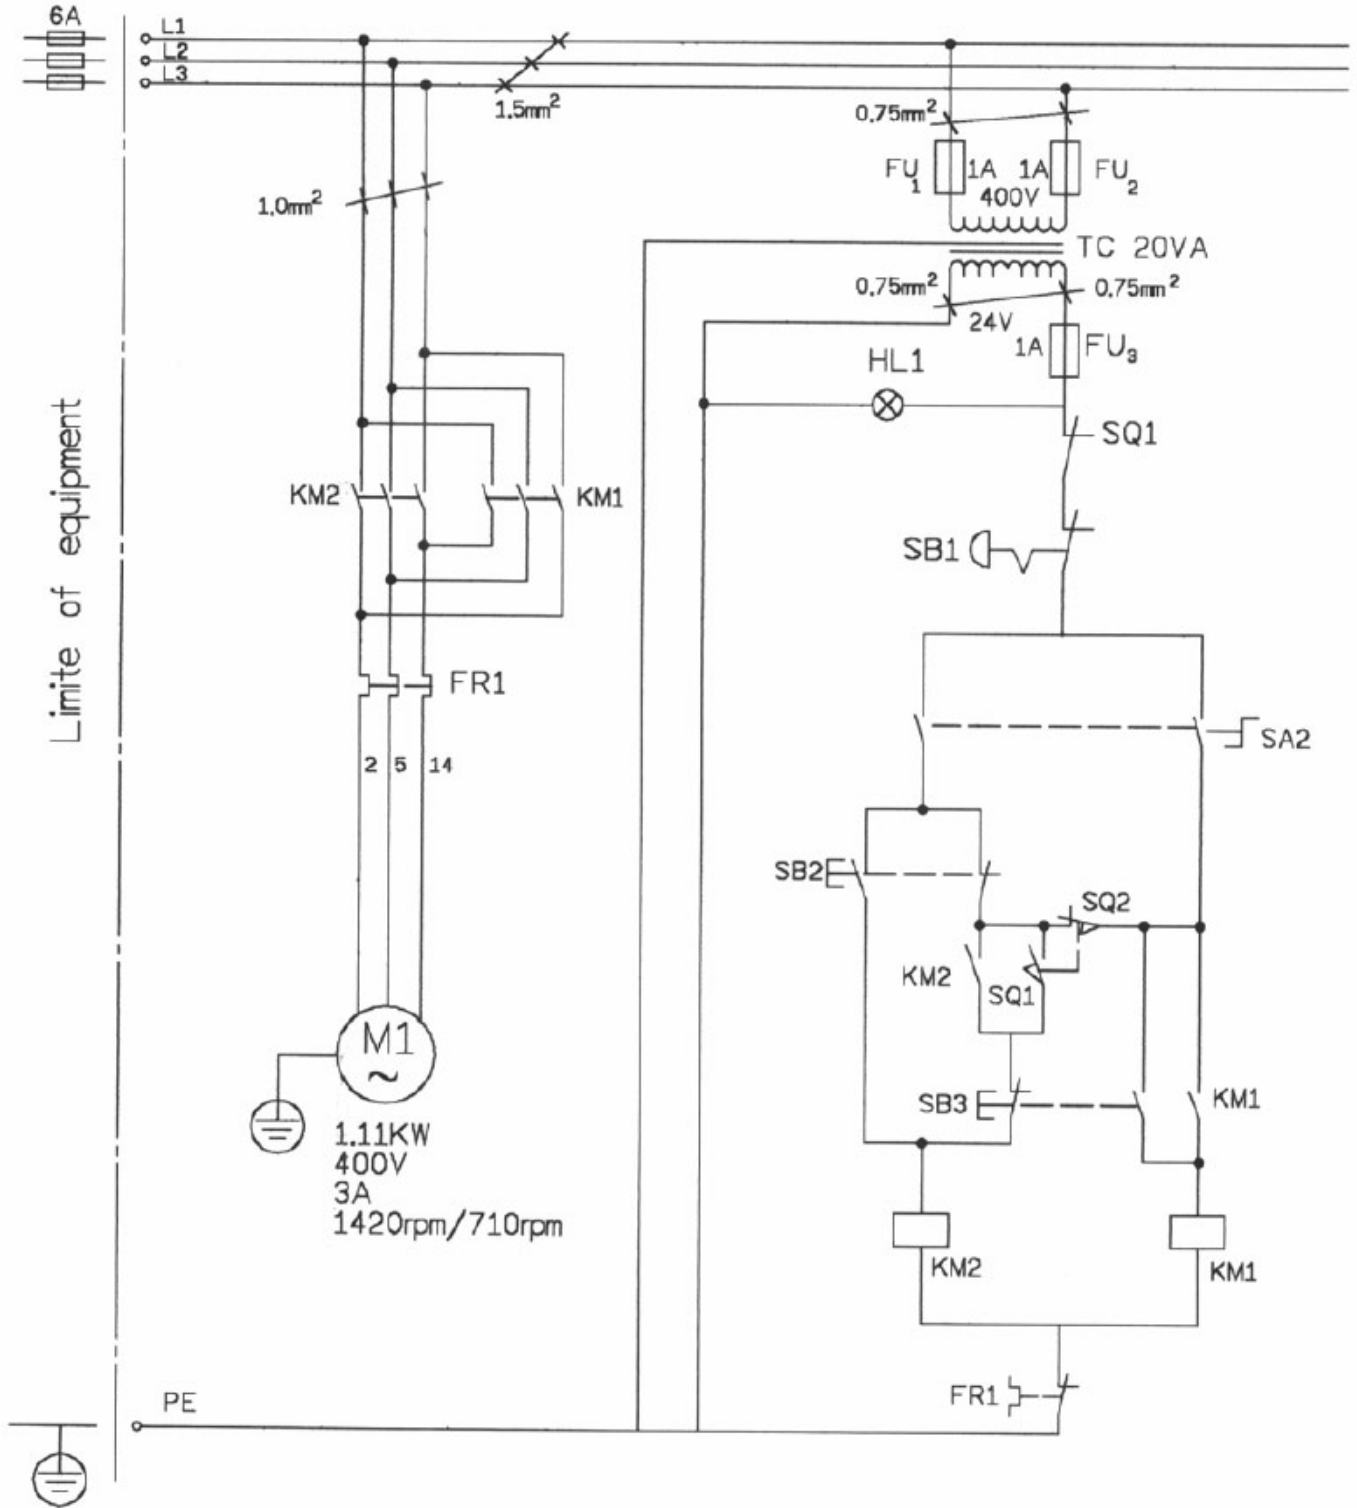 6A
L1
L2
L3
1.5mm²
0.75mm²
FU₁ 1A 1A FU₂
400V
1.0mm²
TC 20VA
0.75mm² 0.75mm²
24V
1A FU₃
HL1
SQ1
Limite of equipment
KM2 KM1
SB1
FR1
SA2
2 5 14
SB2
SQ2
KM2
SQ1
M1
~
SB3
KM1
1.11KW
400V
3A
1420rpm/710rpm
KM2
KM1
FR1
PE